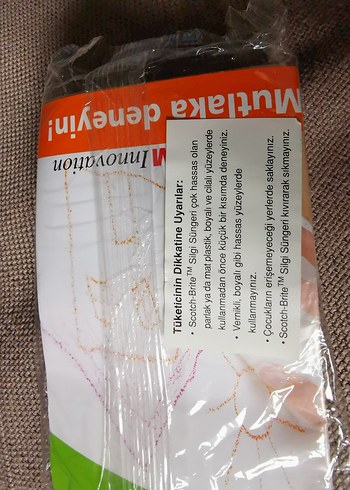 Mutlaka deneyin!
M Innovation
Tüketicinin Dikkatine Uyarılar:
• Scotch-Brite™ Silgi Süngeri çok hassas olan
parlak ya da mat plastik, boyalı ve cilalı yüzeylerde
kullanmadan önce küçük bir kısımda deneyiniz.
• Vernikli, boyalı gibi hassas yüzeylerde
kullanmayınız.
• Çocukların erişemeyeceği yerlerde saklayınız.
• Scotch-Brite™ Silgi Süngeri kıvırarak sıkmayınız.